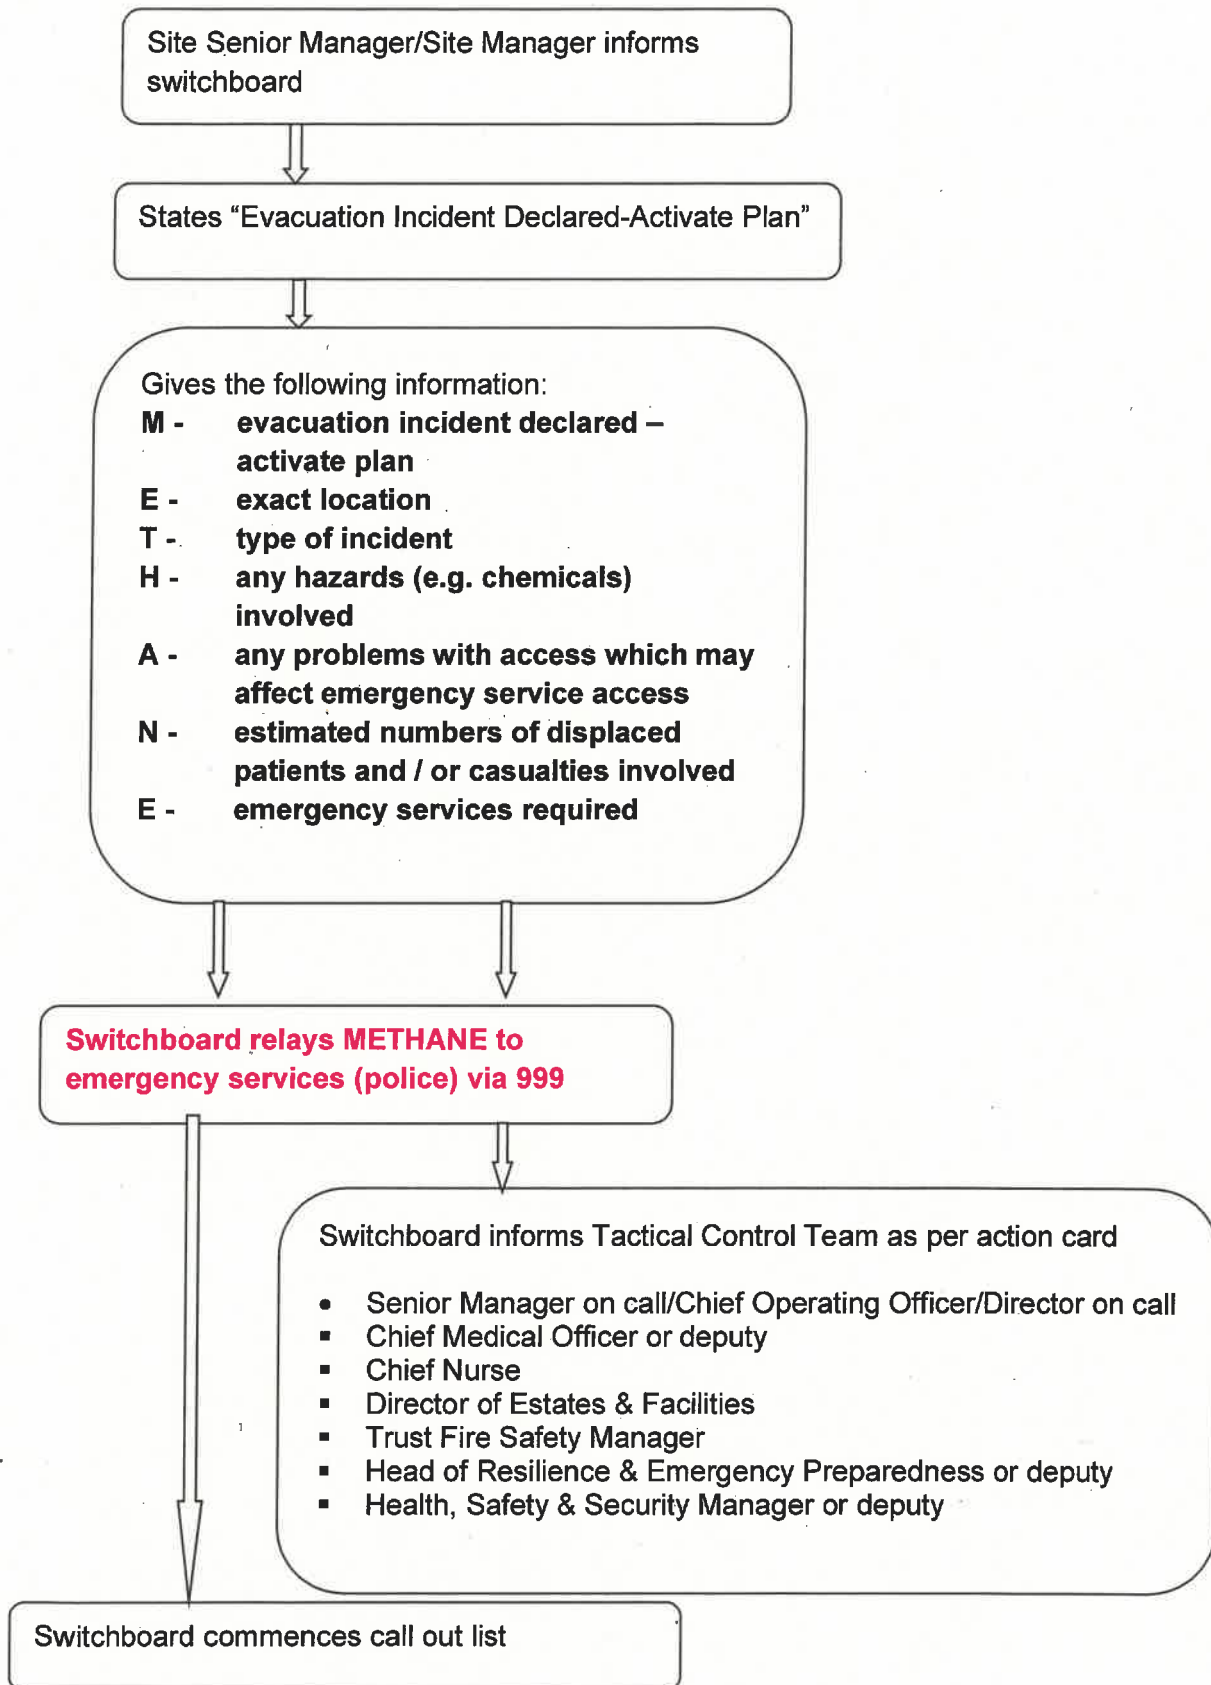 Site Senior Manager/Site Manager informs
switchboard
States “Evacuation Incident Declared-Activate Plan”
Gives the following information:
M - evacuation incident declared –
activate plan
E - exact location
T - type of incident
H - any hazards (e.g. chemicals)
involved
A - any problems with access which may
affect emergency service access
N - estimated numbers of displaced
patients and / or casualties involved
E - emergency services required
Switchboard relays METHANE to
emergency services (police) via 999
Switchboard informs Tactical Control Team as per action card
• Senior Manager on call/Chief Operating Officer/Director on call
▪ Chief Medical Officer or deputy
▪ Chief Nurse
▪ Director of Estates & Facilities
▪ Trust Fire Safety Manager
▪ Head of Resilience & Emergency Preparedness or deputy
▪ Health, Safety & Security Manager or deputy
Switchboard commences call out list